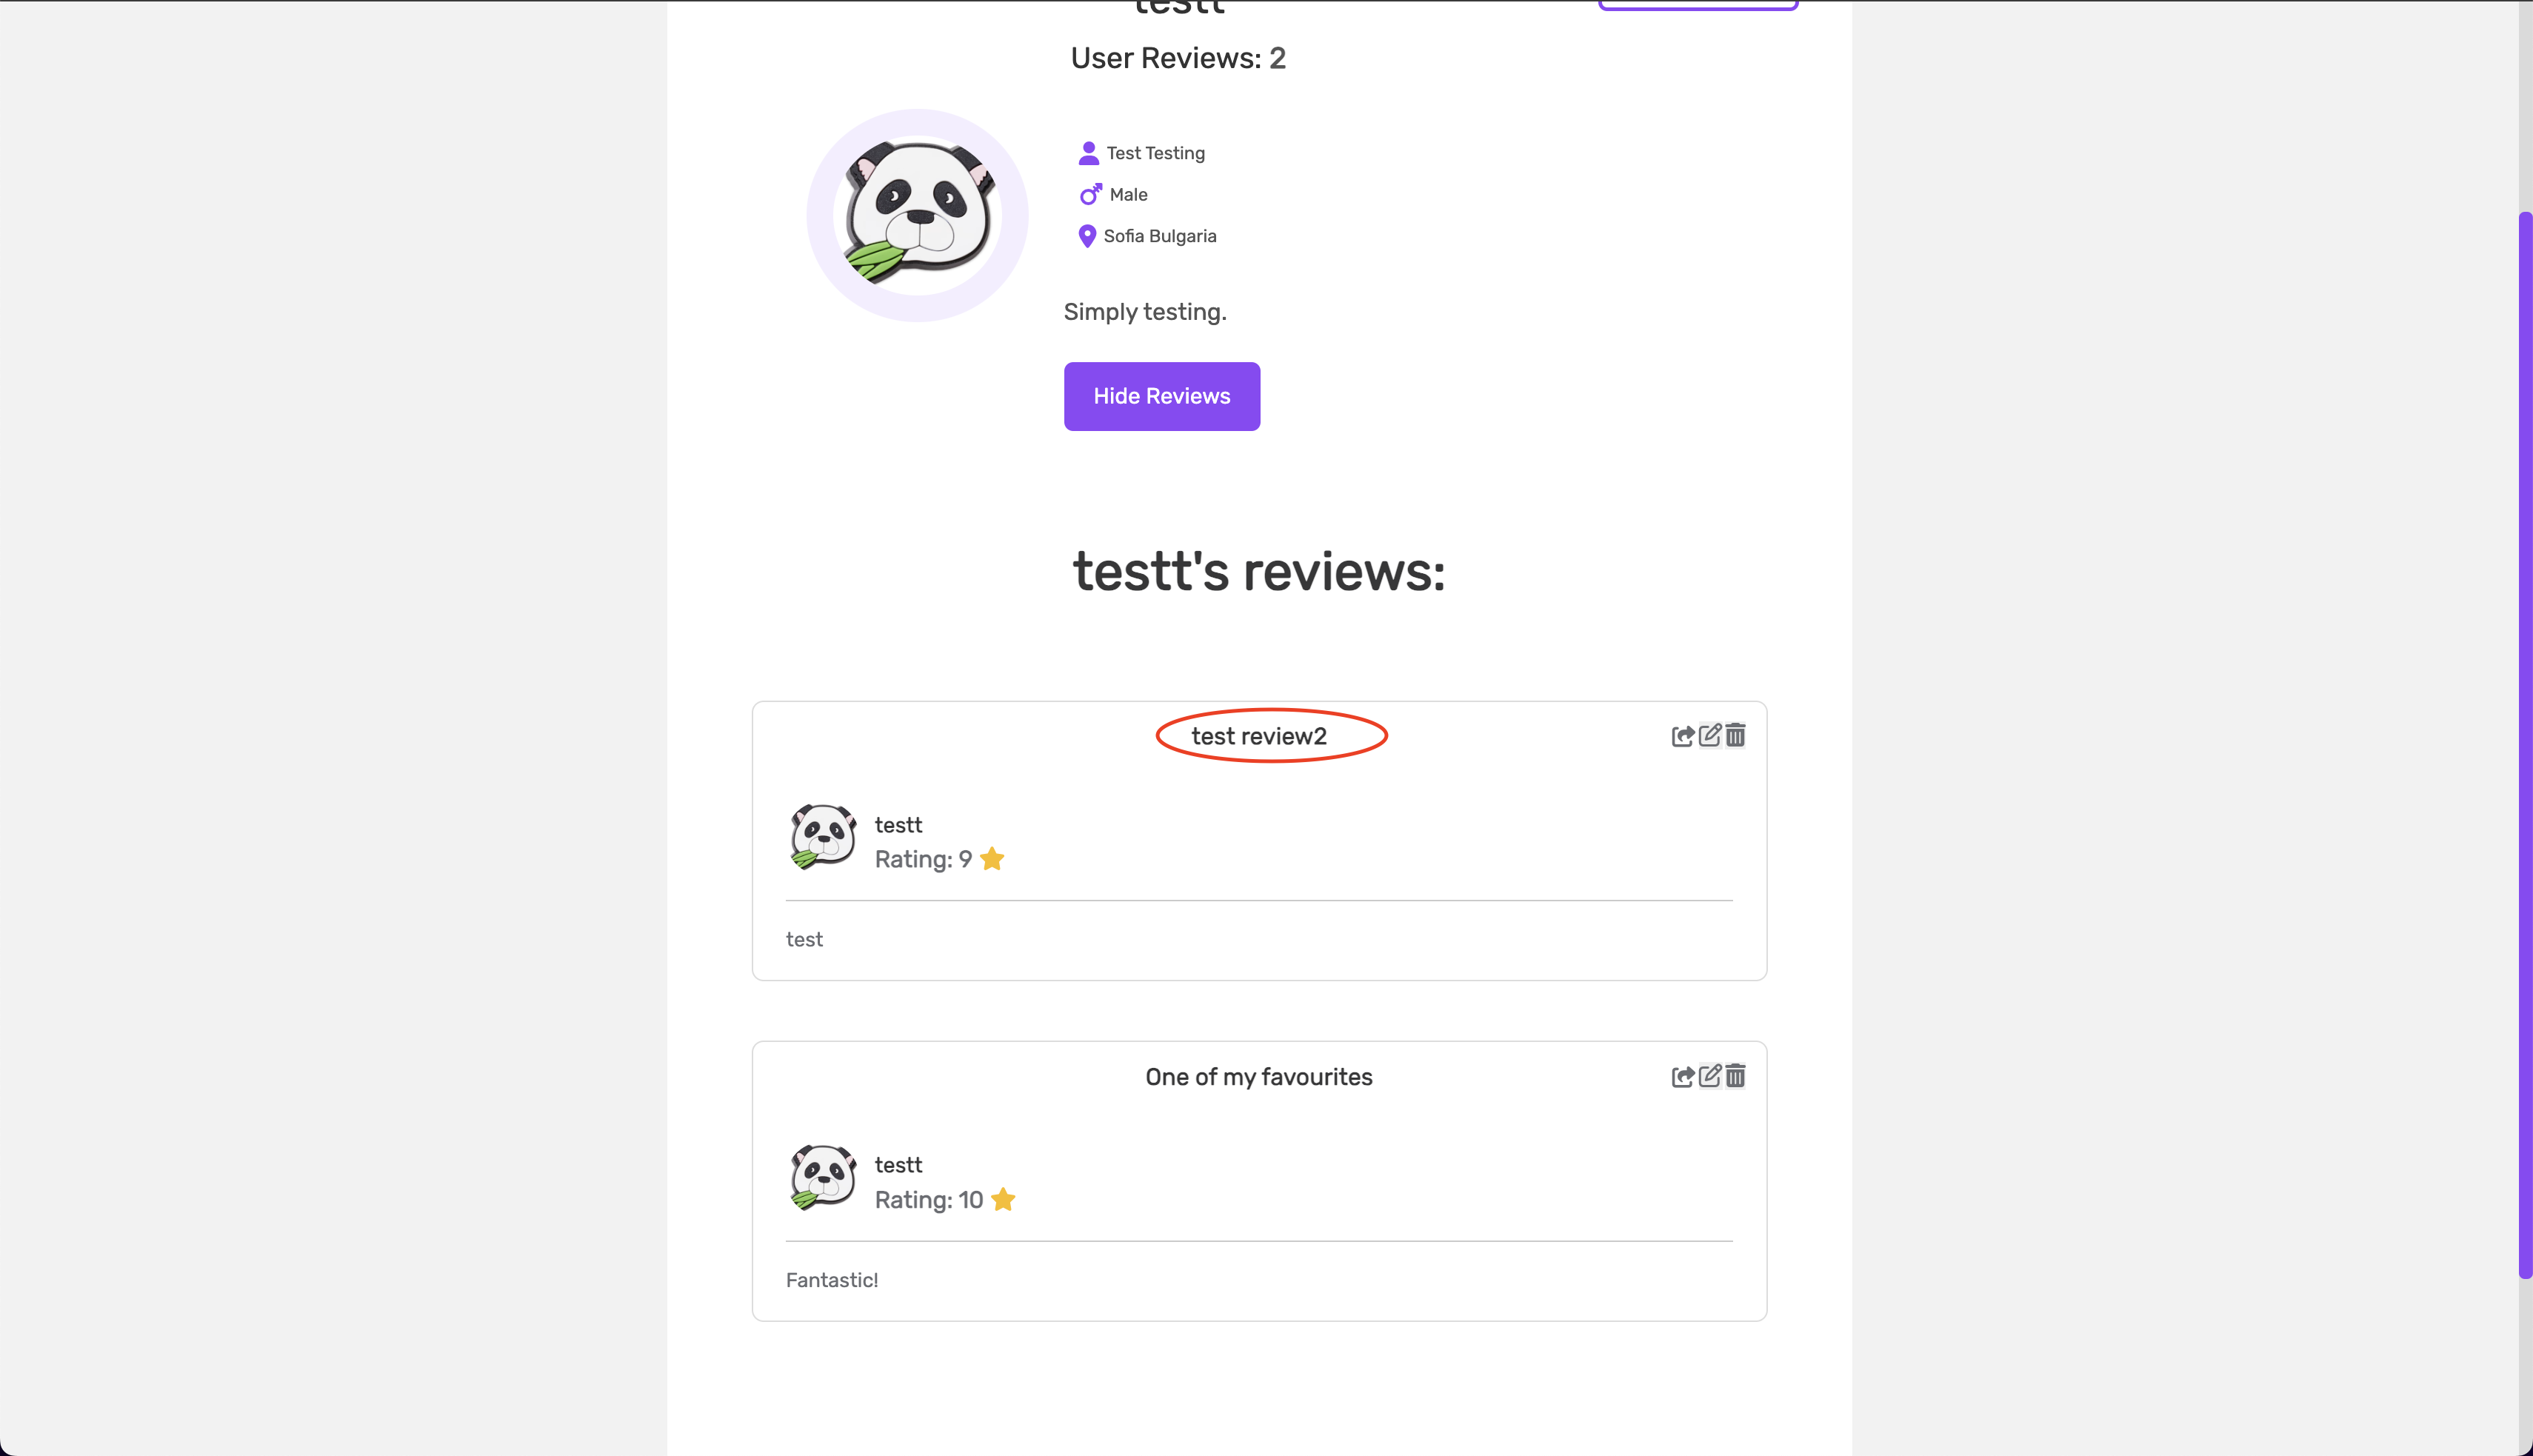 testt
User Reviews: 2
Test Testing
Male
Sofia Bulgaria
Simply testing.
Hide Reviews
testt's reviews:
test review2
testt
Rating: 9
test
One of my favourites
testt
Rating: 10
Fantastic!